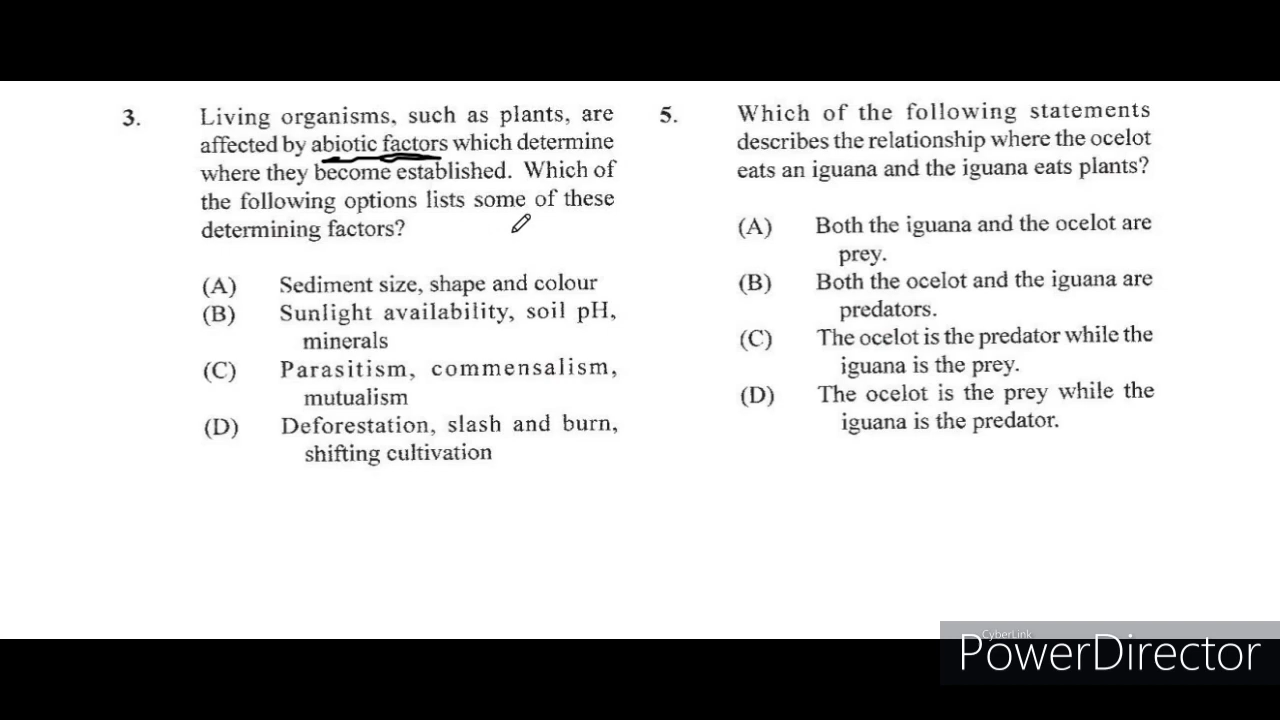 3.
Living organisms, such as plants, are
affected by abiotic factors which determine
where they become established. Which of
the following options lists some of these
determining factors?
(A) Sediment size, shape and colour
(B) Sunlight availability, soil pH,
minerals
(C) Parasitism, commensalism,
mutualism
(D) Deforestation, slash and burn,
shifting cultivation
5.
Which of the following statements
describes the relationship where the ocelot
eats an iguana and the iguana eats plants?
(A) Both the iguana and the ocelot are
prey.
(B) Both the ocelot and the iguana are
predators.
(C) The ocelot is the predator while the
iguana is the prey.
(D) The ocelot is the prey while the
iguana is the predator.
CyberLink
PowerDirector